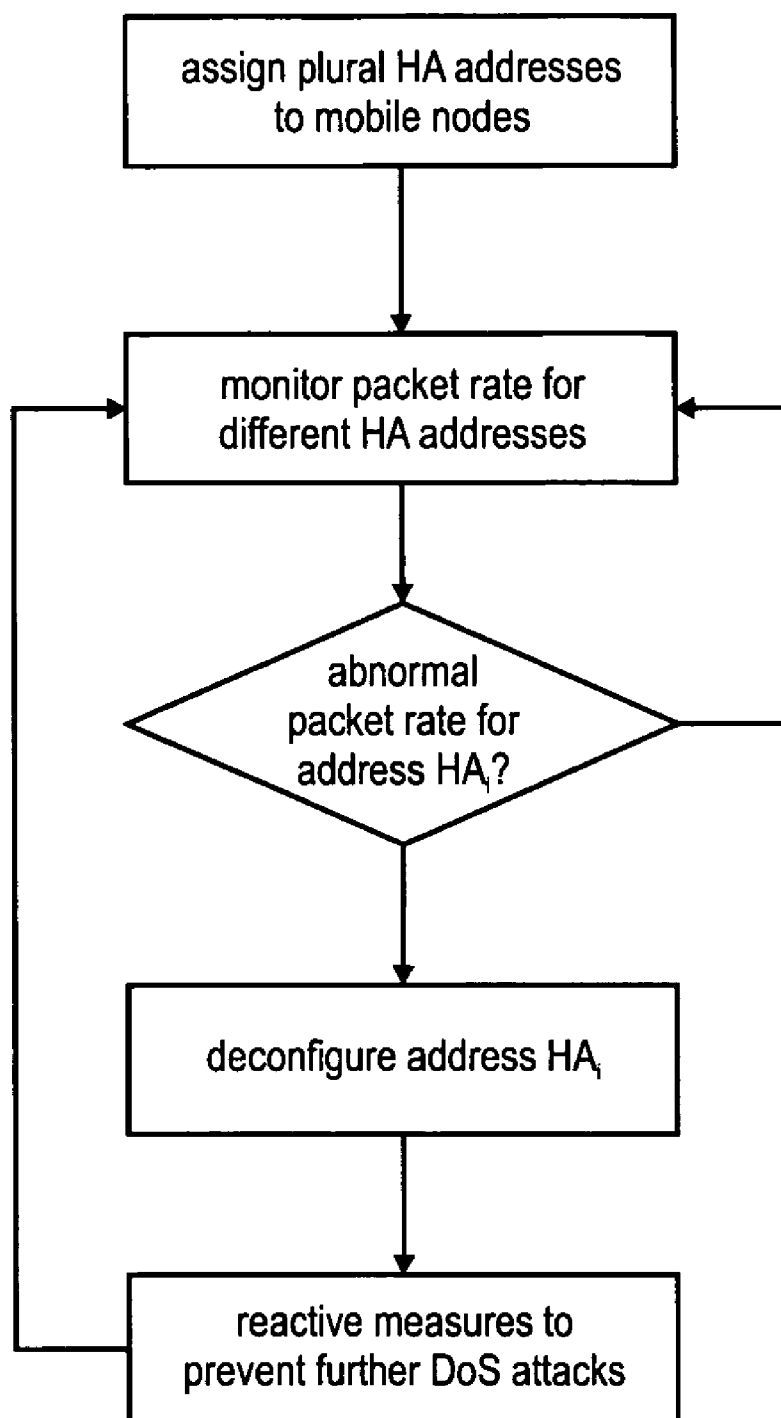 assign plural HA addresses
to mobile nodes
monitor packet rate for
different HA addresses
abnormal
packet rate for
address HAᵢ?
deconfigure address HAᵢ
reactive measures to
prevent further DoS attacks